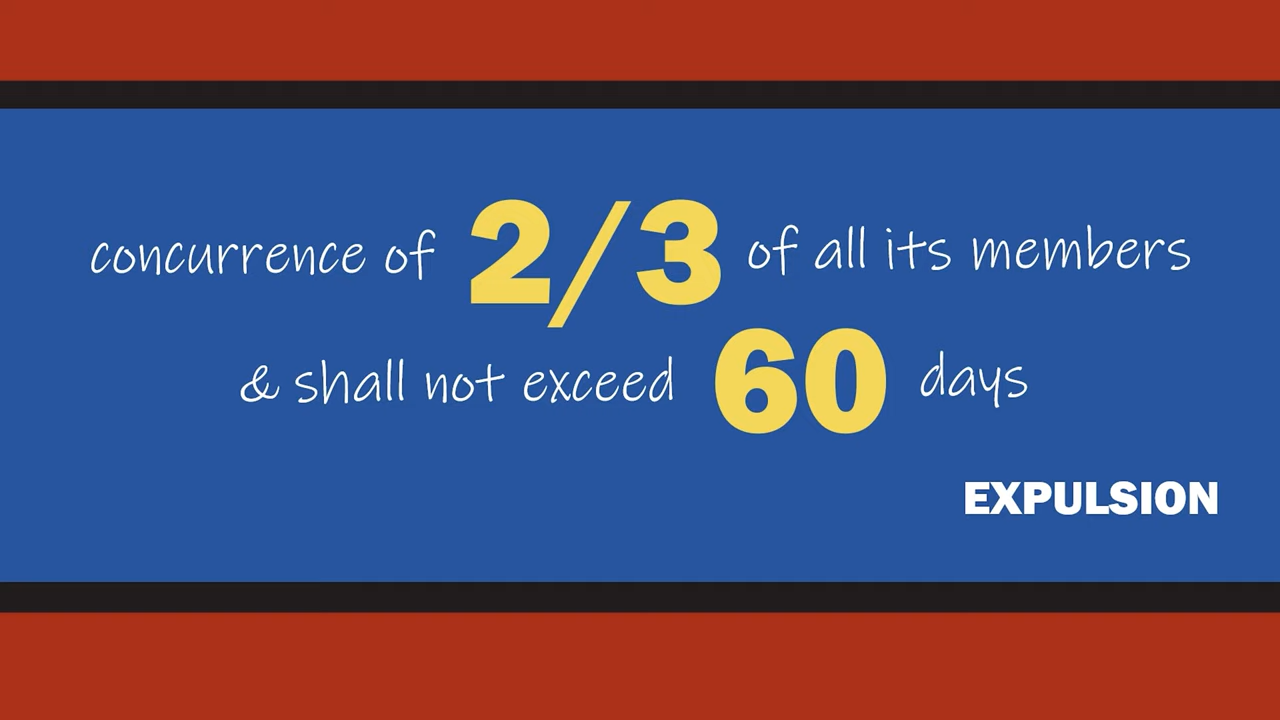 concurrence of 2/3 of all its members
& shall not exceed 60 days
EXPULSION